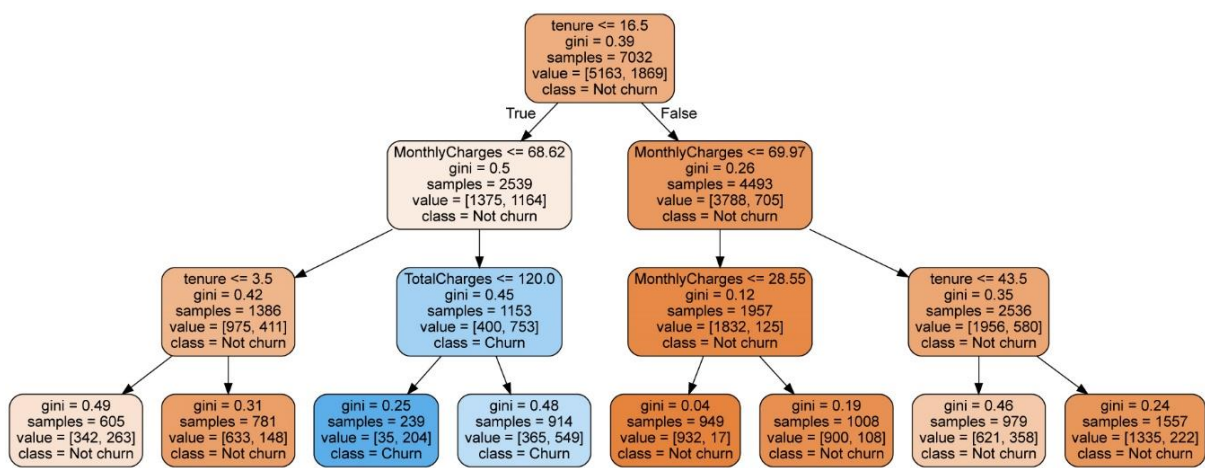 tenure <= 16.5
gini = 0.39
samples = 7032
value = [5163, 1869]
class = Not churn
True
False
MonthlyCharges <= 68.62
gini = 0.5
samples = 2539
value = [1375, 1164]
class = Not churn
MonthlyCharges <= 69.97
gini = 0.26
samples = 4493
value = [3788, 705]
class = Not churn
tenure <= 3.5
gini = 0.42
samples = 1386
value = [975, 411]
class = Not churn
TotalCharges <= 120.0
gini = 0.45
samples = 1153
value = [400, 753]
class = Churn
MonthlyCharges <= 28.55
gini = 0.12
samples = 1957
value = [1832, 125]
class = Not churn
tenure <= 43.5
gini = 0.35
samples = 2536
value = [1956, 580]
class = Not churn
gini = 0.49
samples = 605
value = [342, 263]
class = Not churn
gini = 0.31
samples = 781
value = [633, 148]
class = Not churn
gini = 0.25
samples = 239
value = [35, 204]
class = Churn
gini = 0.48
samples = 914
value = [365, 549]
class = Churn
gini = 0.04
samples = 949
value = [932, 17]
class = Not churn
gini = 0.19
samples = 1008
value = [900, 108]
class = Not churn
gini = 0.46
samples = 979
value = [621, 358]
class = Not churn
gini = 0.24
samples = 1557
value = [1335, 222]
class = Not churn